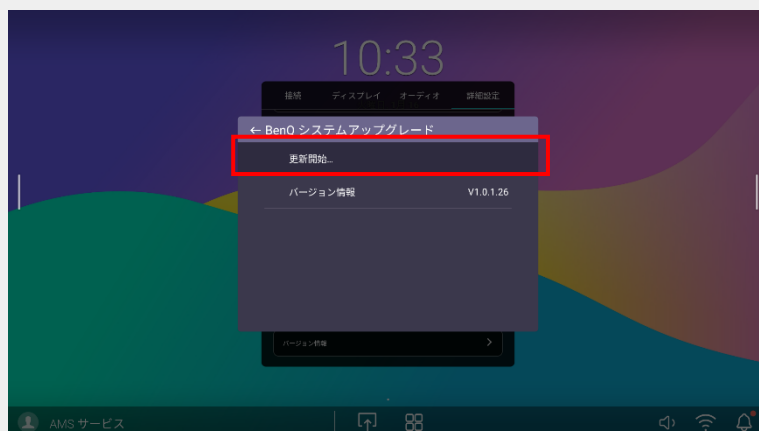 10:33
接続 ディスプレイ オーディオ 詳細設定
← BenQ システムアップグレード
更新開始...
バージョン情報 V1.0.1.26
バージョン情報
AMS サービス